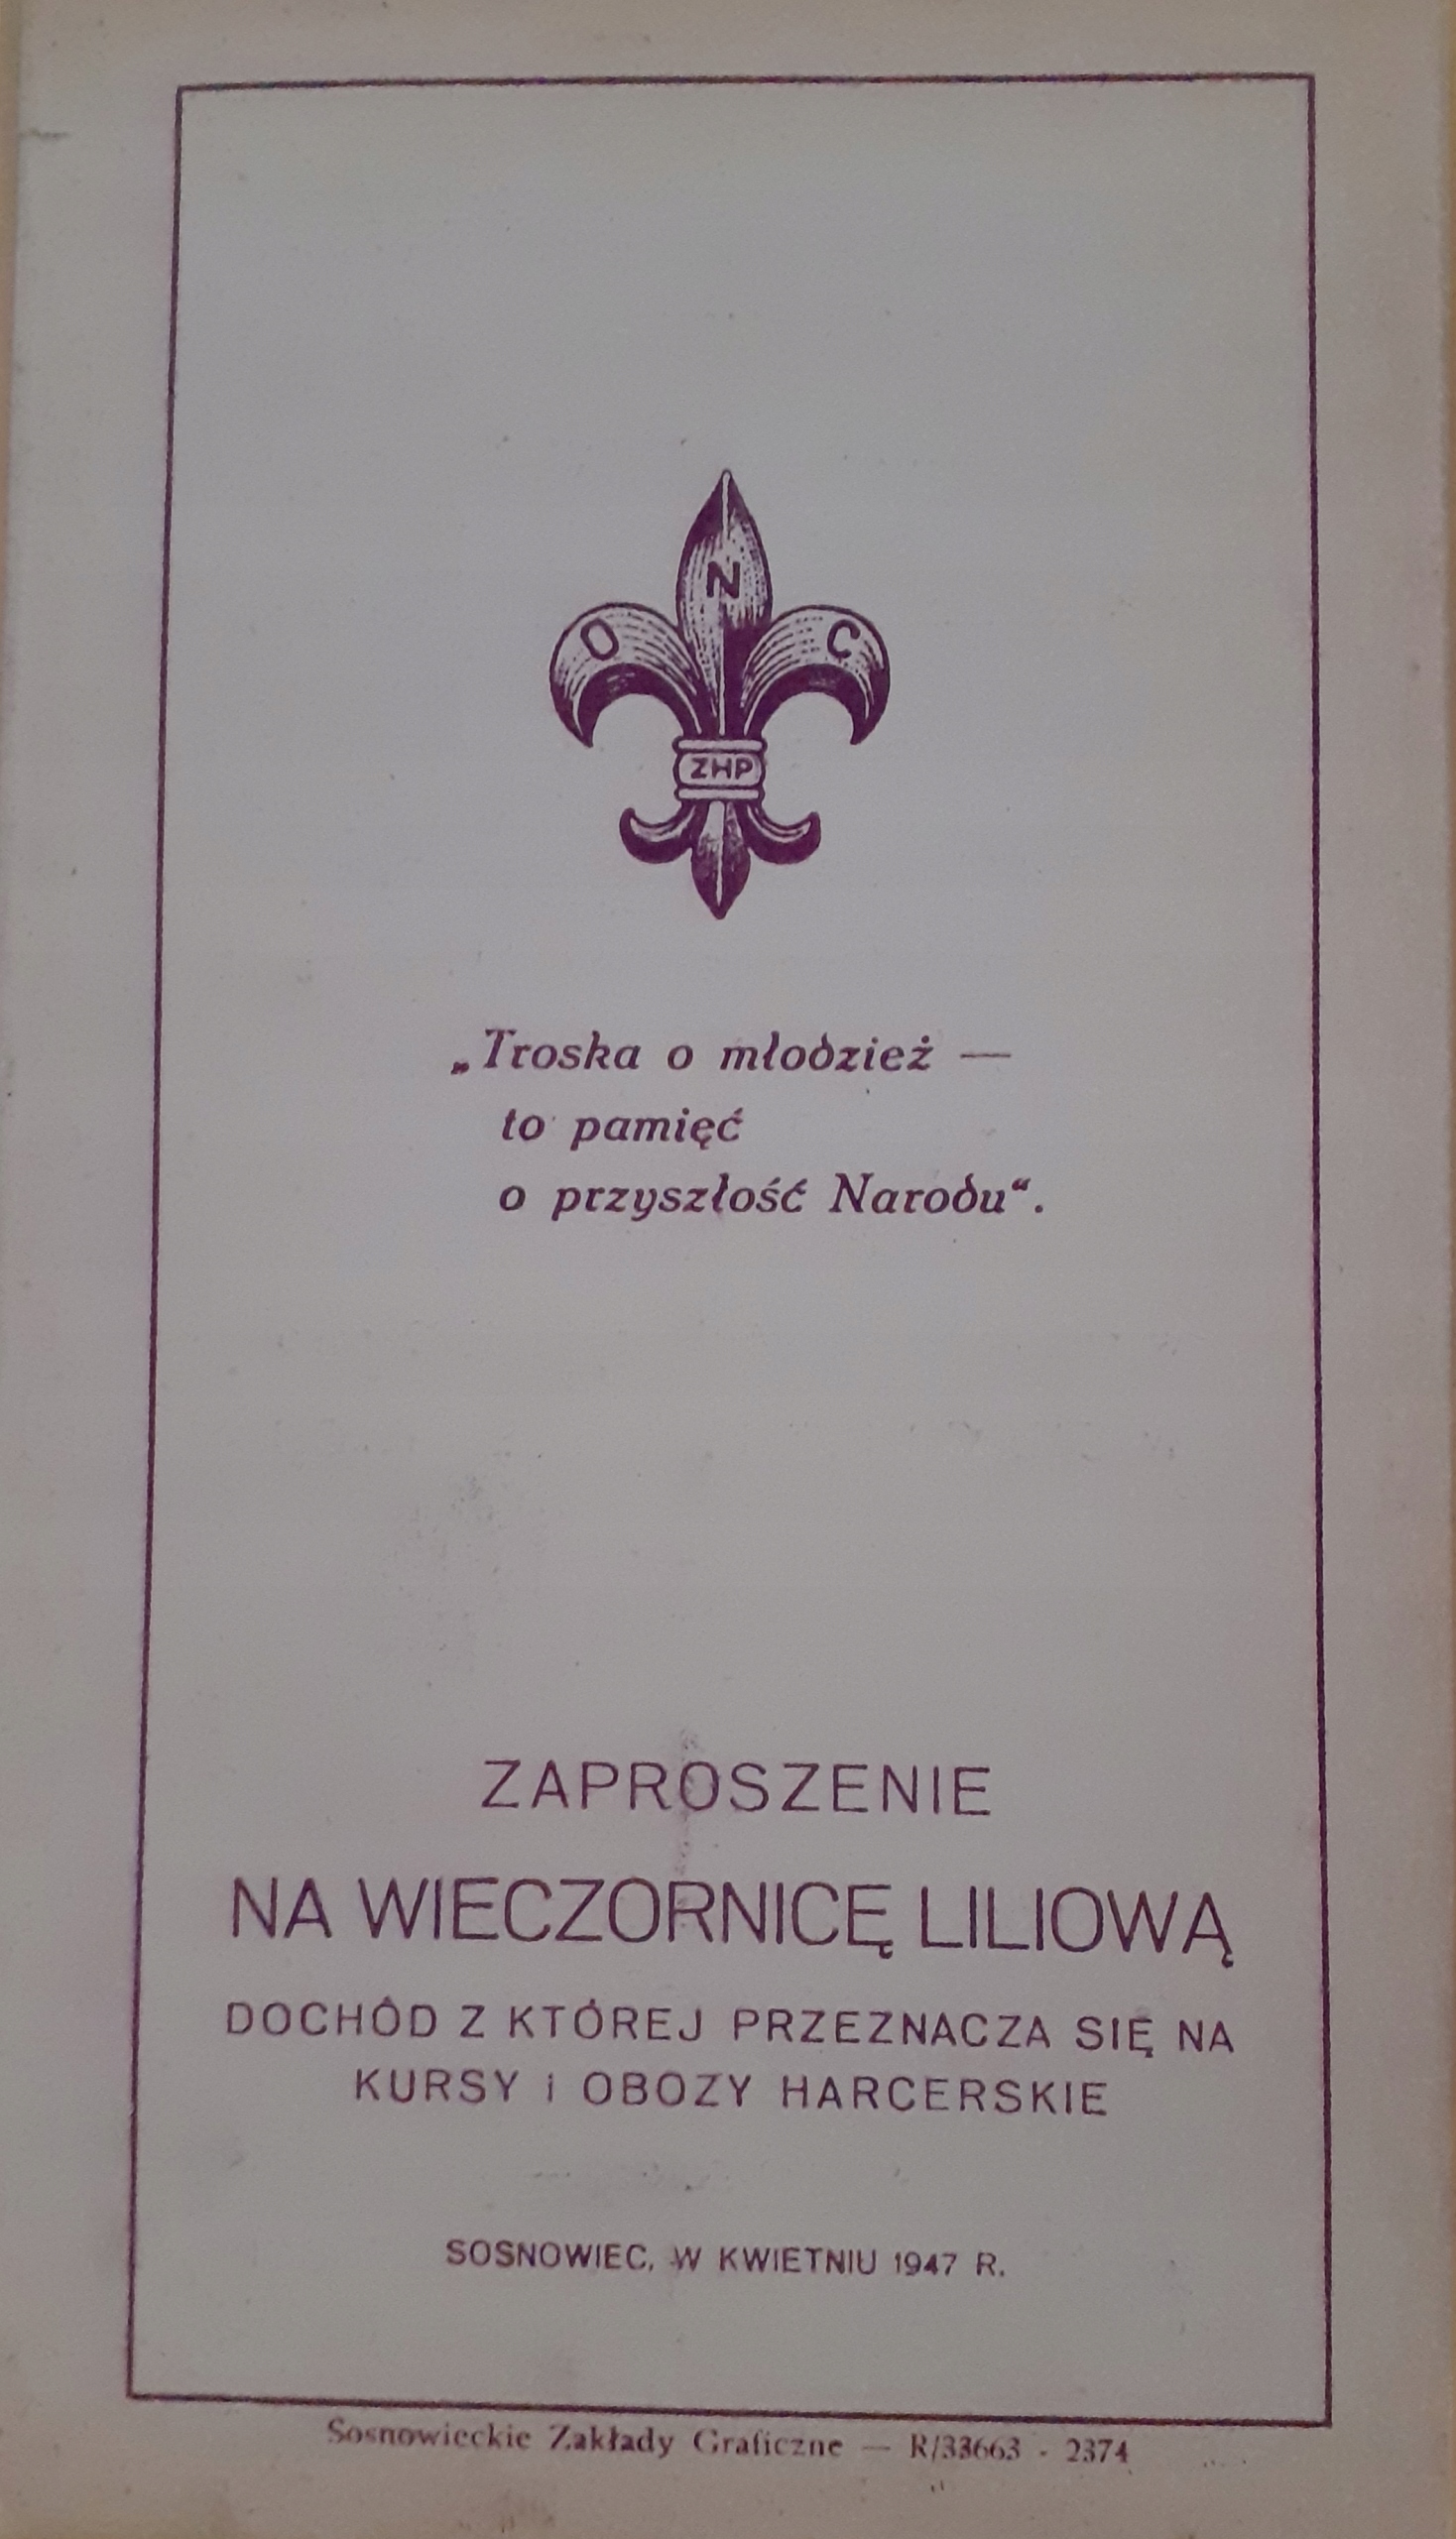 N
O C
ZHP
„Troska o młodzież —
to pamięć
o przyszłość Narodu“.
ZAPROSZENIE
NA WIECZORNICĘ LILIOWĄ
DOCHÓD Z KTÓREJ PRZEZNACZA SIĘ NA
KURSY i OBOZY HARCERSKIE
SOSNOWIEC, W KWIETNIU 1947 R.
Sosnowieckie Zakłady Graficzne — R/33663 - 2374